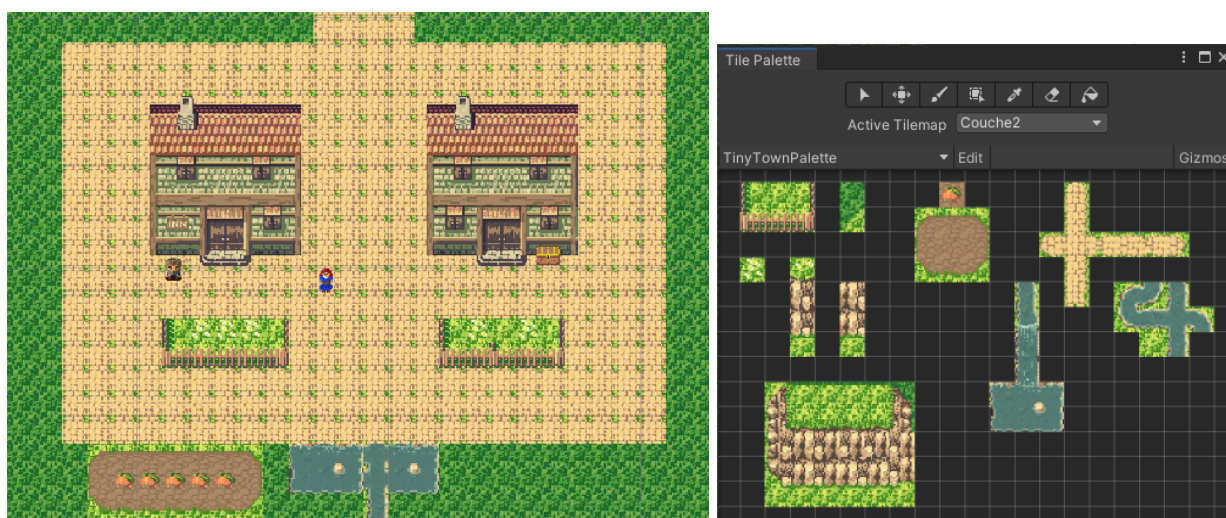 Tile Palette
Active Tilemap
Couche2
TinyTownPalette
Edit
Gizmos